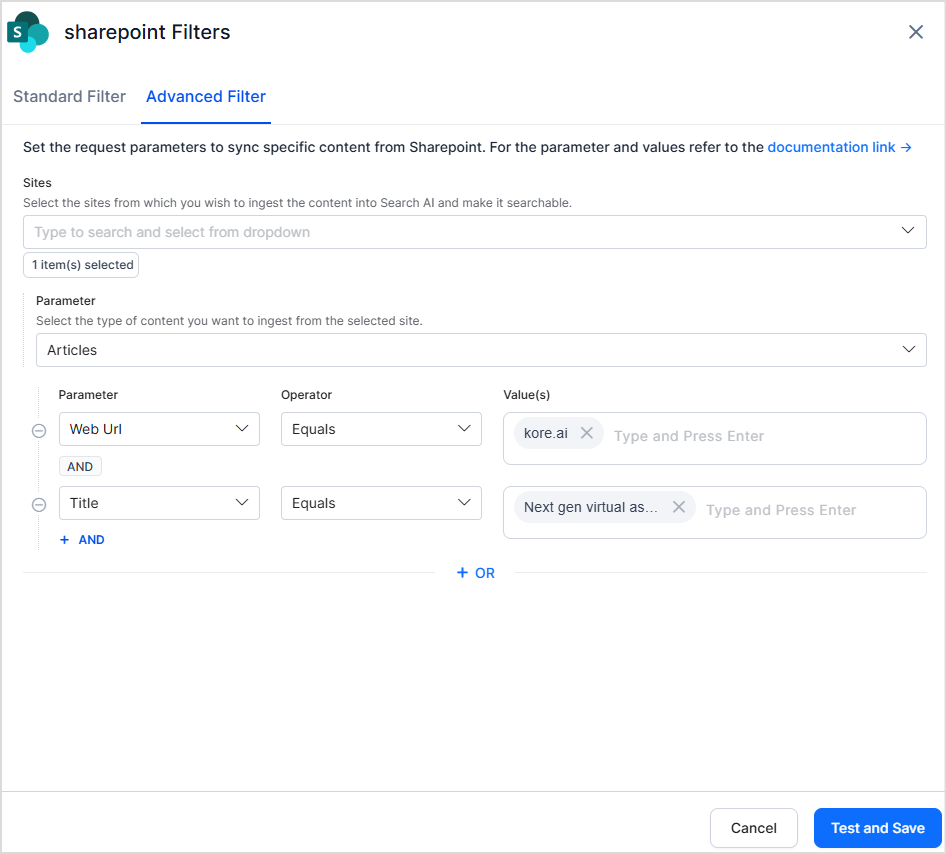 S
sharepoint Filters
Standard Filter Advanced Filter
Set the request parameters to sync specific content from Sharepoint. For the parameter and values refer to the documentation link →
Sites
Select the sites from which you wish to ingest the content into Search AI and make it searchable.
Type to search and select from dropdown
1 item(s) selected
Parameter
Select the type of content you want to ingest from the selected site.
Articles
Parameter Operator Value(s)
Web Url Equals kore.ai Type and Press Enter
AND
Title Equals Next gen virtual as... Type and Press Enter
+ AND
+ OR
Cancel Test and Save